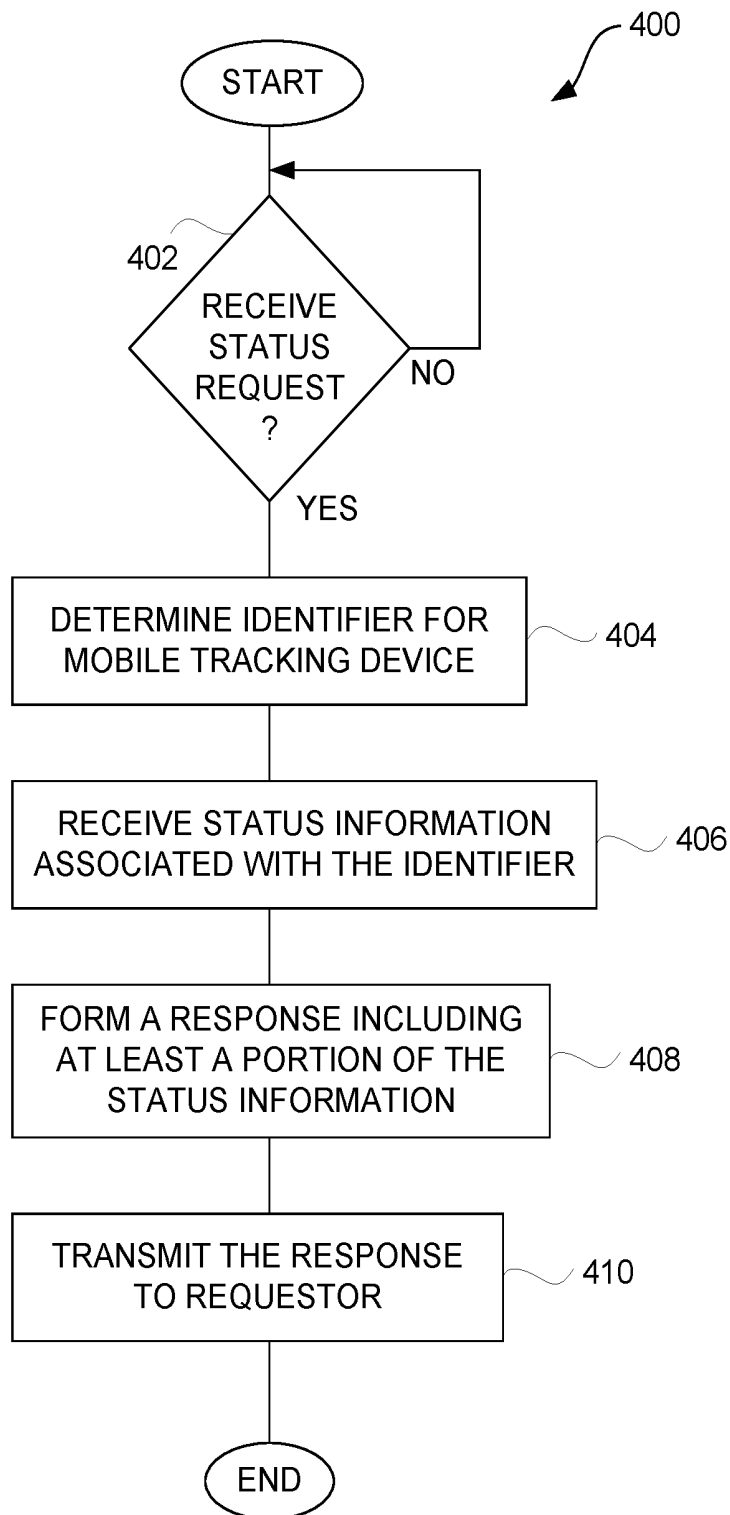 400
START
402
RECEIVE
STATUS
REQUEST
?
NO
YES
DETERMINE IDENTIFIER FOR
MOBILE TRACKING DEVICE
404
RECEIVE STATUS INFORMATION
ASSOCIATED WITH THE IDENTIFIER
406
FORM A RESPONSE INCLUDING
AT LEAST A PORTION OF THE
STATUS INFORMATION
408
TRANSMIT THE RESPONSE
TO REQUESTOR
410
END